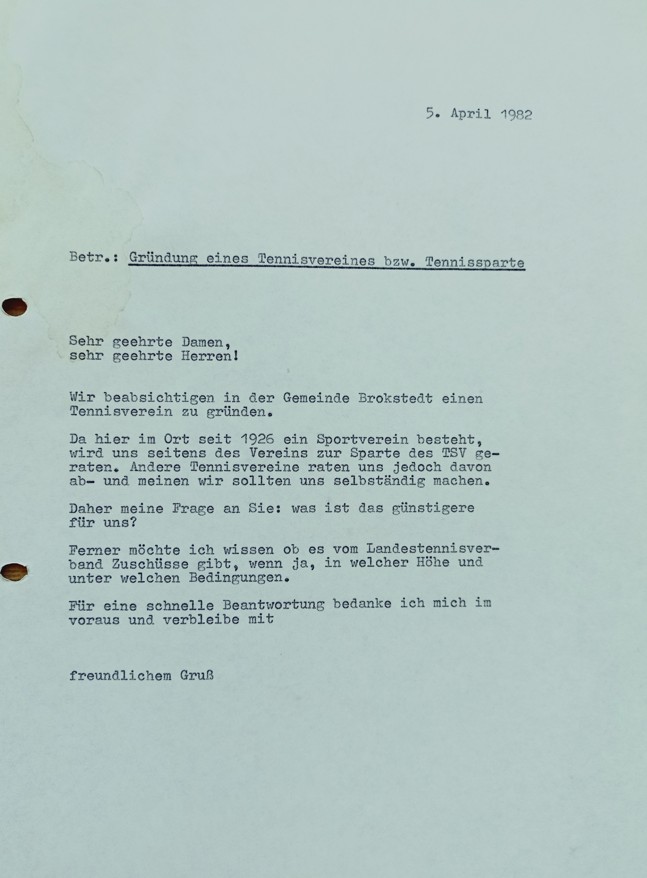 5. April 1982
Betr.: Gründung eines Tennisvereines bzw. Tennissparte
Sehr geehrte Damen,
sehr geehrte Herren!
Wir beabsichtigen in der Gemeinde Brokstedt einen
Tennisverein zu gründen.
Da hier im Ort seit 1926 ein Sportverein besteht,
wird uns seitens des Vereins zur Sparte des TSV ge-
raten. Andere Tennisvereine raten uns jedoch davon
ab- und meinen wir sollten uns selbständig machen.
Daher meine Frage an Sie: was ist das günstigere
für uns?
Ferner möchte ich wissen ob es vom Landestennisver-
band Zuschüsse gibt, wenn ja, in welcher Höhe und
unter welchen Bedingungen.
Für eine schnelle Beantwortung bedanke ich mich im
voraus und verbleibe mit
freundlichem Gruß